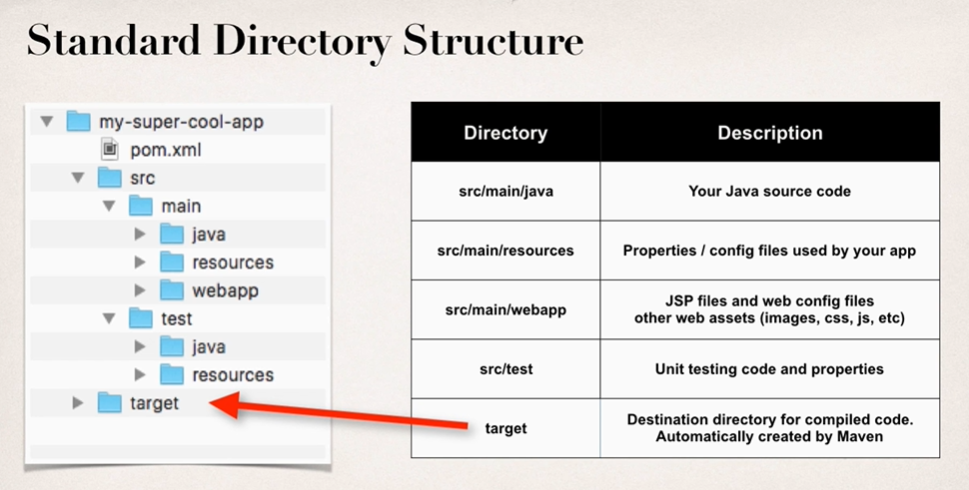 Standard Directory Structure
my-super-cool-app
pom.xml
src
main
java
resources
webapp
test
java
resources
target
Directory Description
src/main/java Your Java source code
src/main/resources Properties / config files used by your app
src/main/webapp JSP files and web config files
other web assets (images, css, js, etc)
src/test Unit testing code and properties
target Destination directory for compiled code.
Automatically created by Maven